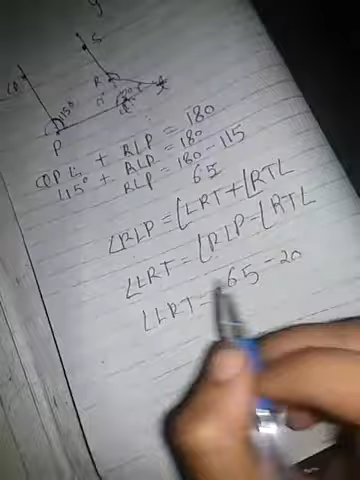 S
R
115°
P
QPL + RLP = 180
115° + RLP = 180
RLP = 180 - 115
65
∠RLP = ∠LRT + ∠RTL
∠LRT = ∠RLP - ∠RTL
∠LRT = 65 - 20